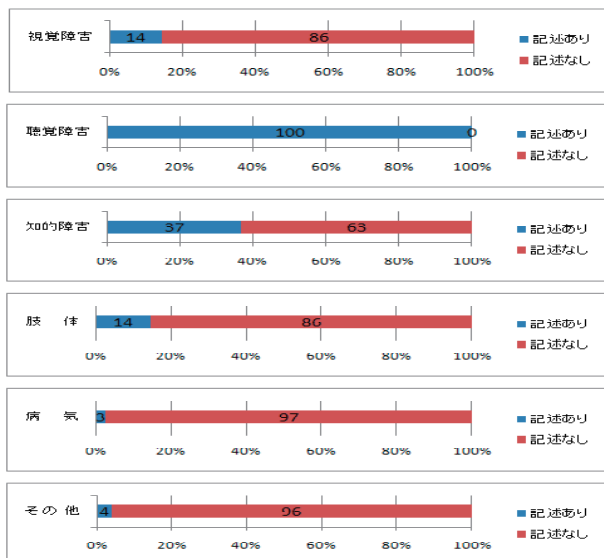 視覚障害 14 86 記述あり
記述なし
0% 20% 40% 60% 80% 100%
聴覚障害 100 0 記述あり
記述なし
0% 20% 40% 60% 80% 100%
知的障害 37 63 記述あり
記述なし
0% 20% 40% 60% 80% 100%
肢 体 14 86 記述あり
記述なし
0% 20% 40% 60% 80% 100%
病 気 3 97 記述あり
記述なし
0% 20% 40% 60% 80% 100%
その他 4 96 記述あり
記述なし
0% 20% 40% 60% 80% 100%